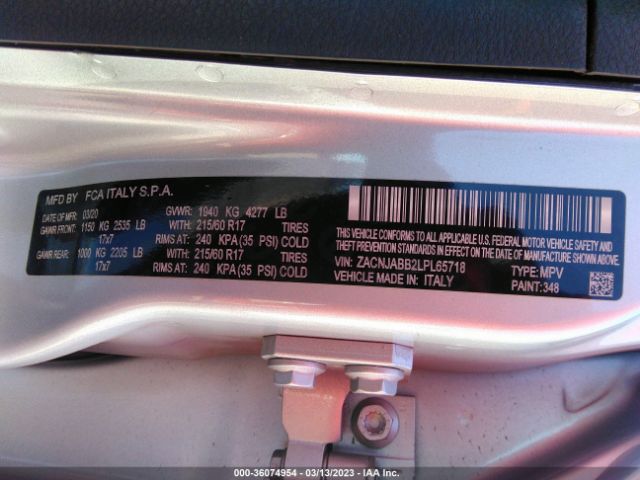 MFD BY FCA ITALY S.P.A.
DATE OF MFR: 03/20 GVWR: 1940 KG 4277 LB
GAWR FRONT: 1150 KG 2535 LB WITH: 215/60 R17 TIRES
17x7 RIMS AT: 240 KPA (35 PSI) COLD
GAWR REAR: 1000 KG 2205 LB WITH: 215/60 R17 TIRES
17x7 RIMS AT: 240 KPA (35 PSI) COLD
THIS VEHICLE CONFORMS TO ALL APPLICABLE U.S. FEDERAL MOTOR VEHICLE SAFETY
AND THEFT PREVENTION STANDARDS IN EFFECT ON THE DATE OF MANUFACTURE SHOWN ABOVE.
VIN: ZACNJABB2LPL65718 TYPE: MPV
VEHICLE MADE IN: ITALY PAINT: 348
000-36074954 - 03/13/2023 - IAA Inc.